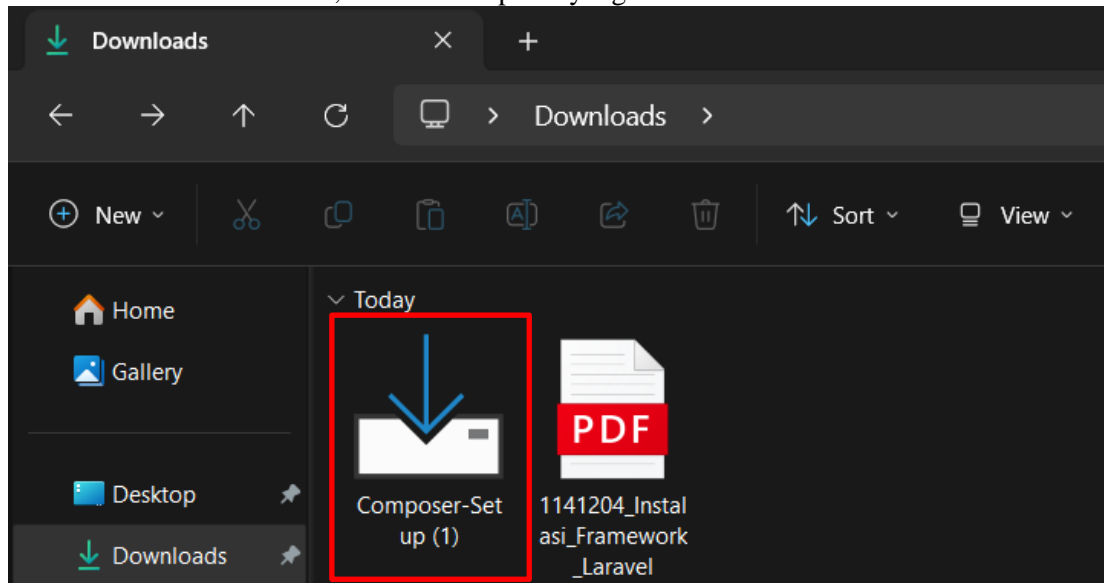 Downloads
Downloads
New
Sort
View
Home
Today
Gallery
PDF
Desktop
Composer-Set
up (1)
1141204_Instal
asi_Framework
_Laravel
Downloads